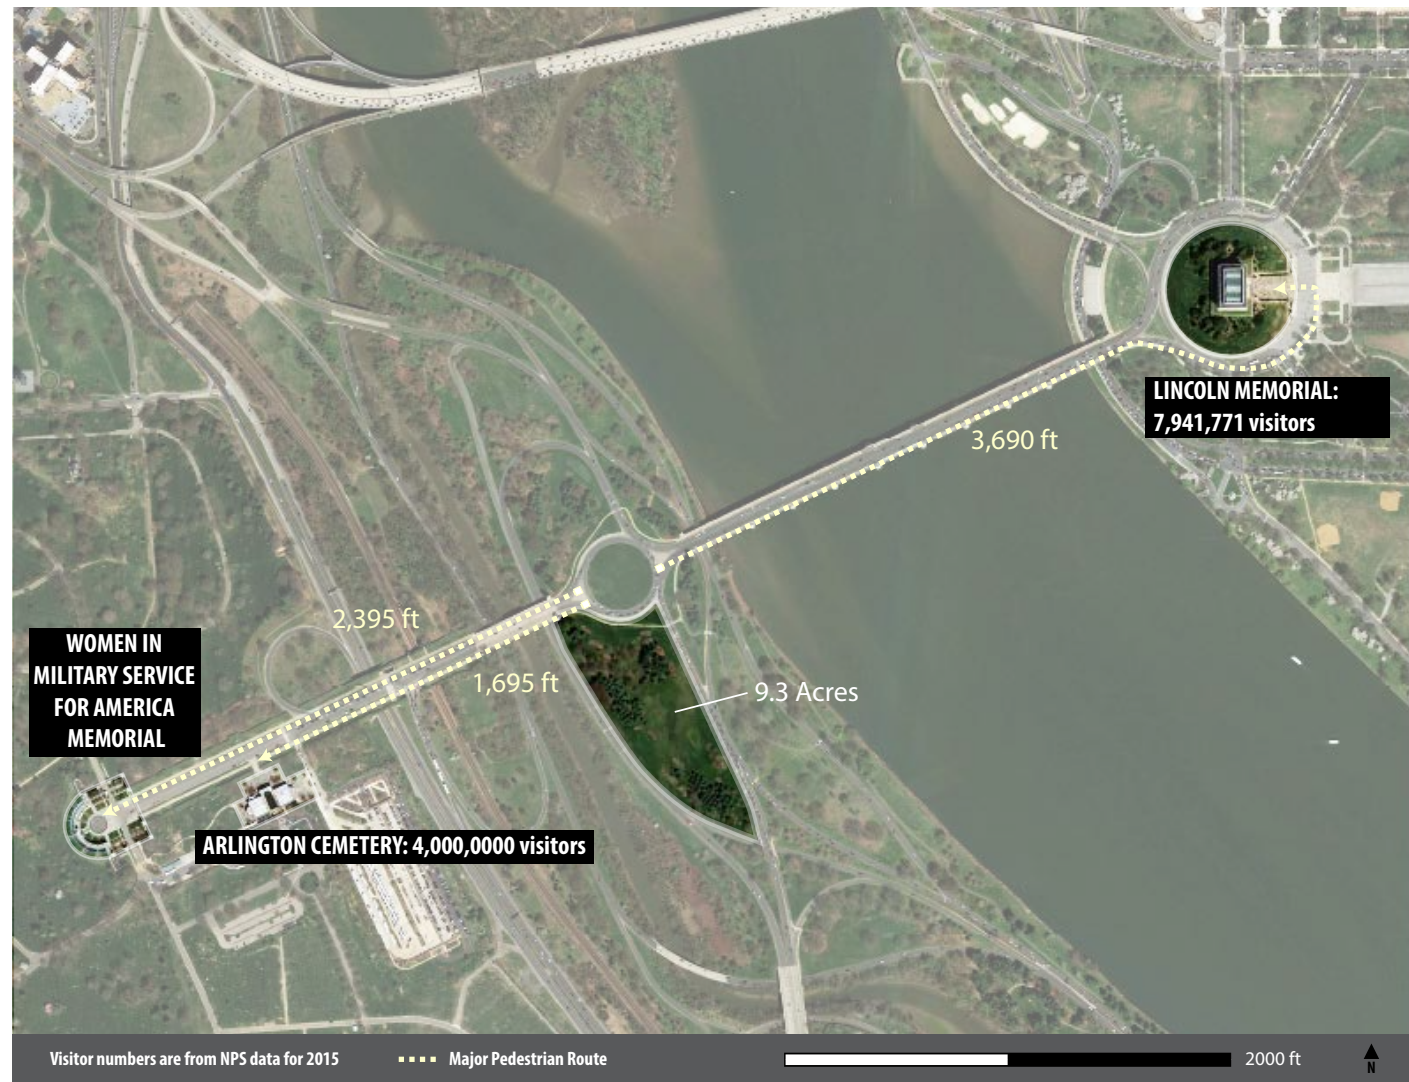 LINCOLN MEMORIAL:
7,941,771 visitors
3,690 ft
2,395 ft
WOMEN IN
MILITARY SERVICE
FOR AMERICA
MEMORIAL
1,695 ft
9.3 Acres
ARLINGTON CEMETERY: 4,000,0000 visitors
Visitor numbers are from NPS data for 2015
Major Pedestrian Route
2000 ft
N